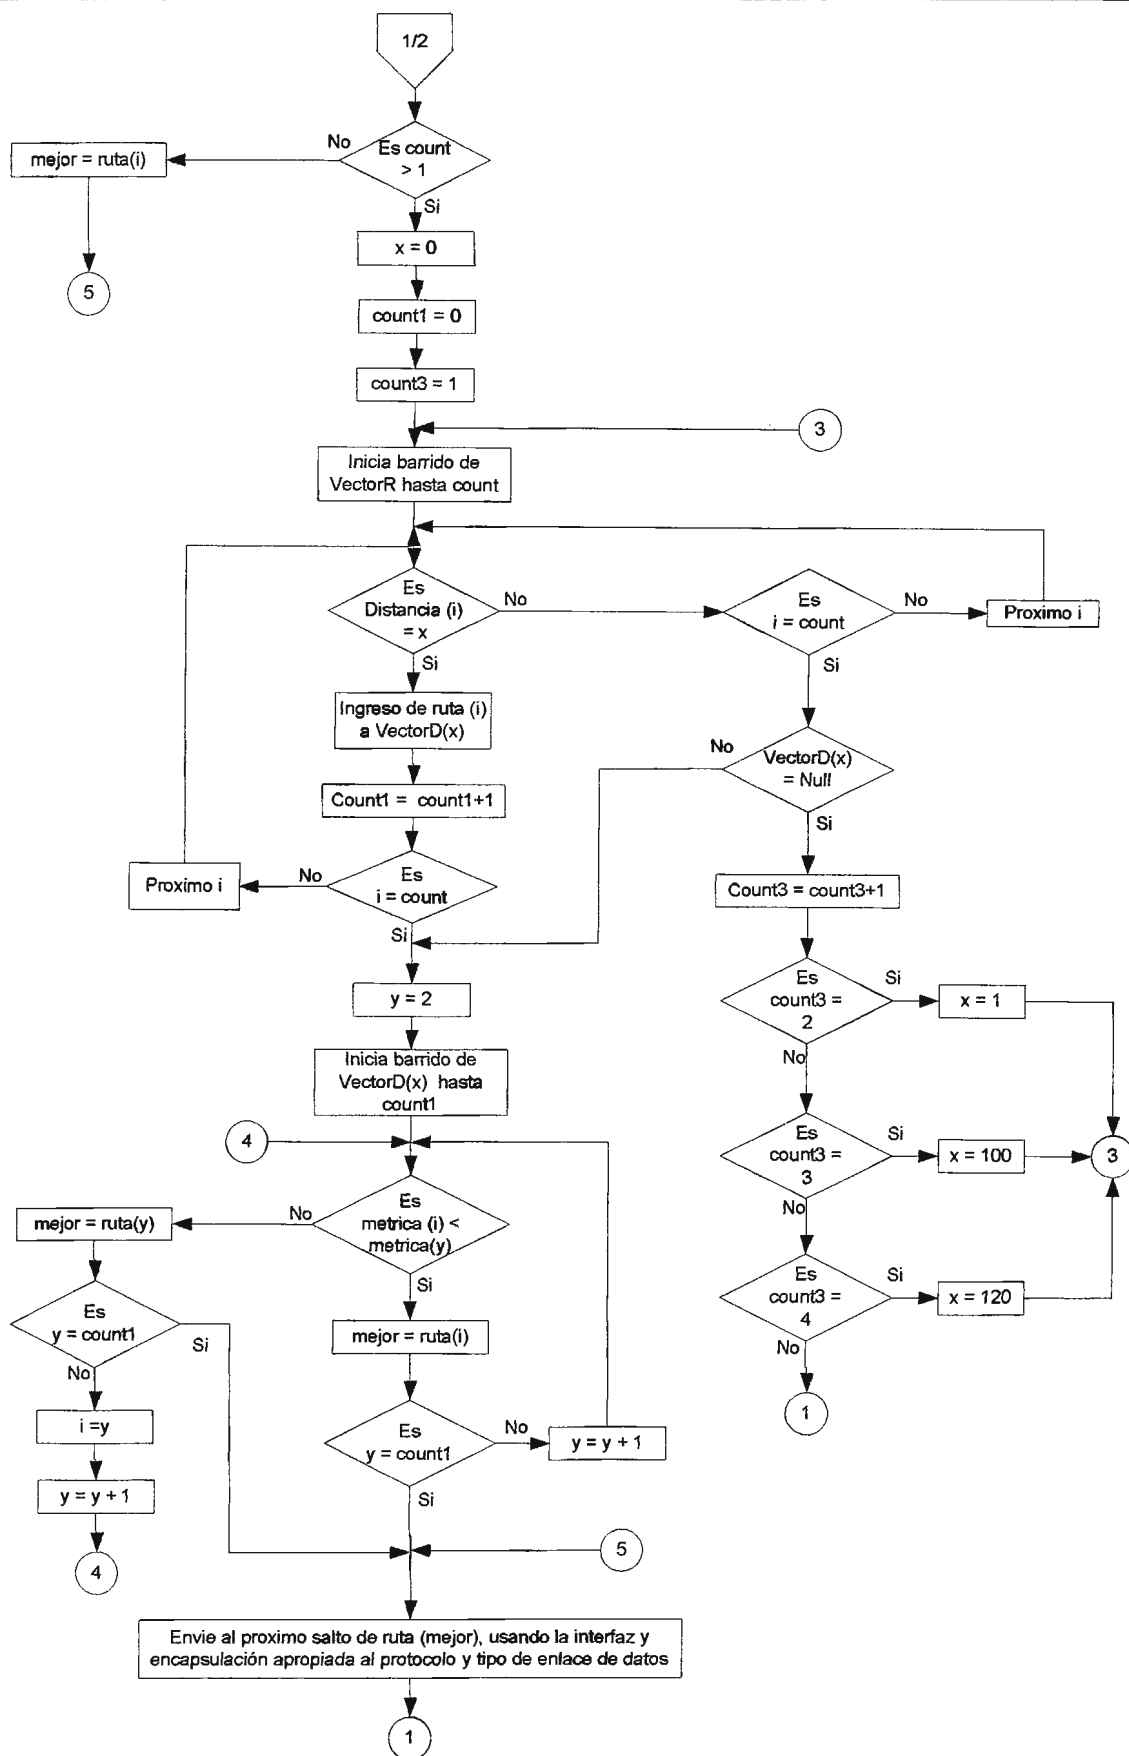 1/2
Es count
> 1
No
Si
mejor = ruta(i)
5
x = 0
count1 = 0
count3 = 1
3
Inicia barrido de
VectorR hasta count
Es
Distancia (i)
= x
No
Si
Es
i = count
No
Si
Proximo i
Ingreso de ruta (i)
a VectorD(x)
VectorD(x)
= Null
No
Si
Count1 = count1+1
Es
i = count
No
Si
Proximo i
Count3 = count3+1
y = 2
Es
count3 =
2
Si
No
x = 1
Inicia barrido de
VectorD(x) hasta
count1
4
Es
count3 =
3
Si
No
x = 100
3
Es
metrica (i) <
metrica(y)
No
Si
mejor = ruta(y)
Es
count3 =
4
Si
No
x = 120
Es
y = count1
Si
No
mejor = ruta(i)
1
i =y
Es
y = count1
No
Si
y = y + 1
y = y + 1
4
5
Envie al proximo salto de ruta (mejor), usando la interfaz y
encapsulación apropiada al protocolo y tipo de enlace de datos
1